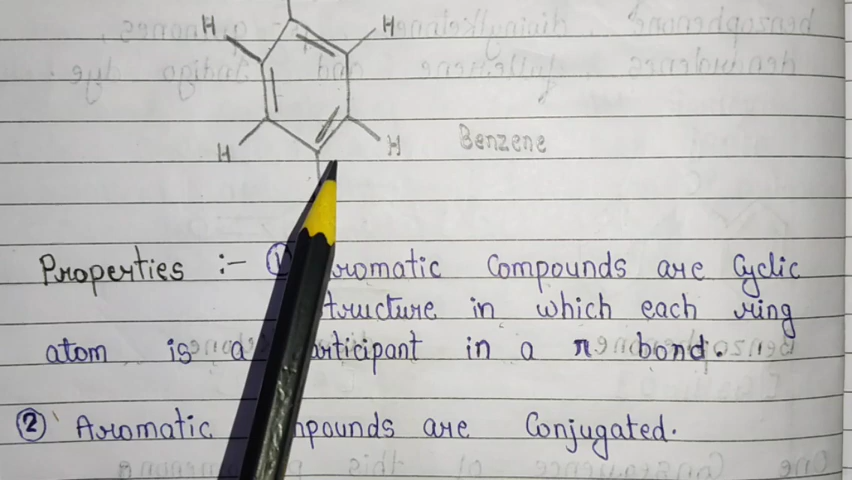 H H
H H Benzene
Properties :- ① romatic Compounds are Cyclic
tructure in which each ring
atom is a articipant in a π bond.
② Aromatic mpounds are Conjugated.